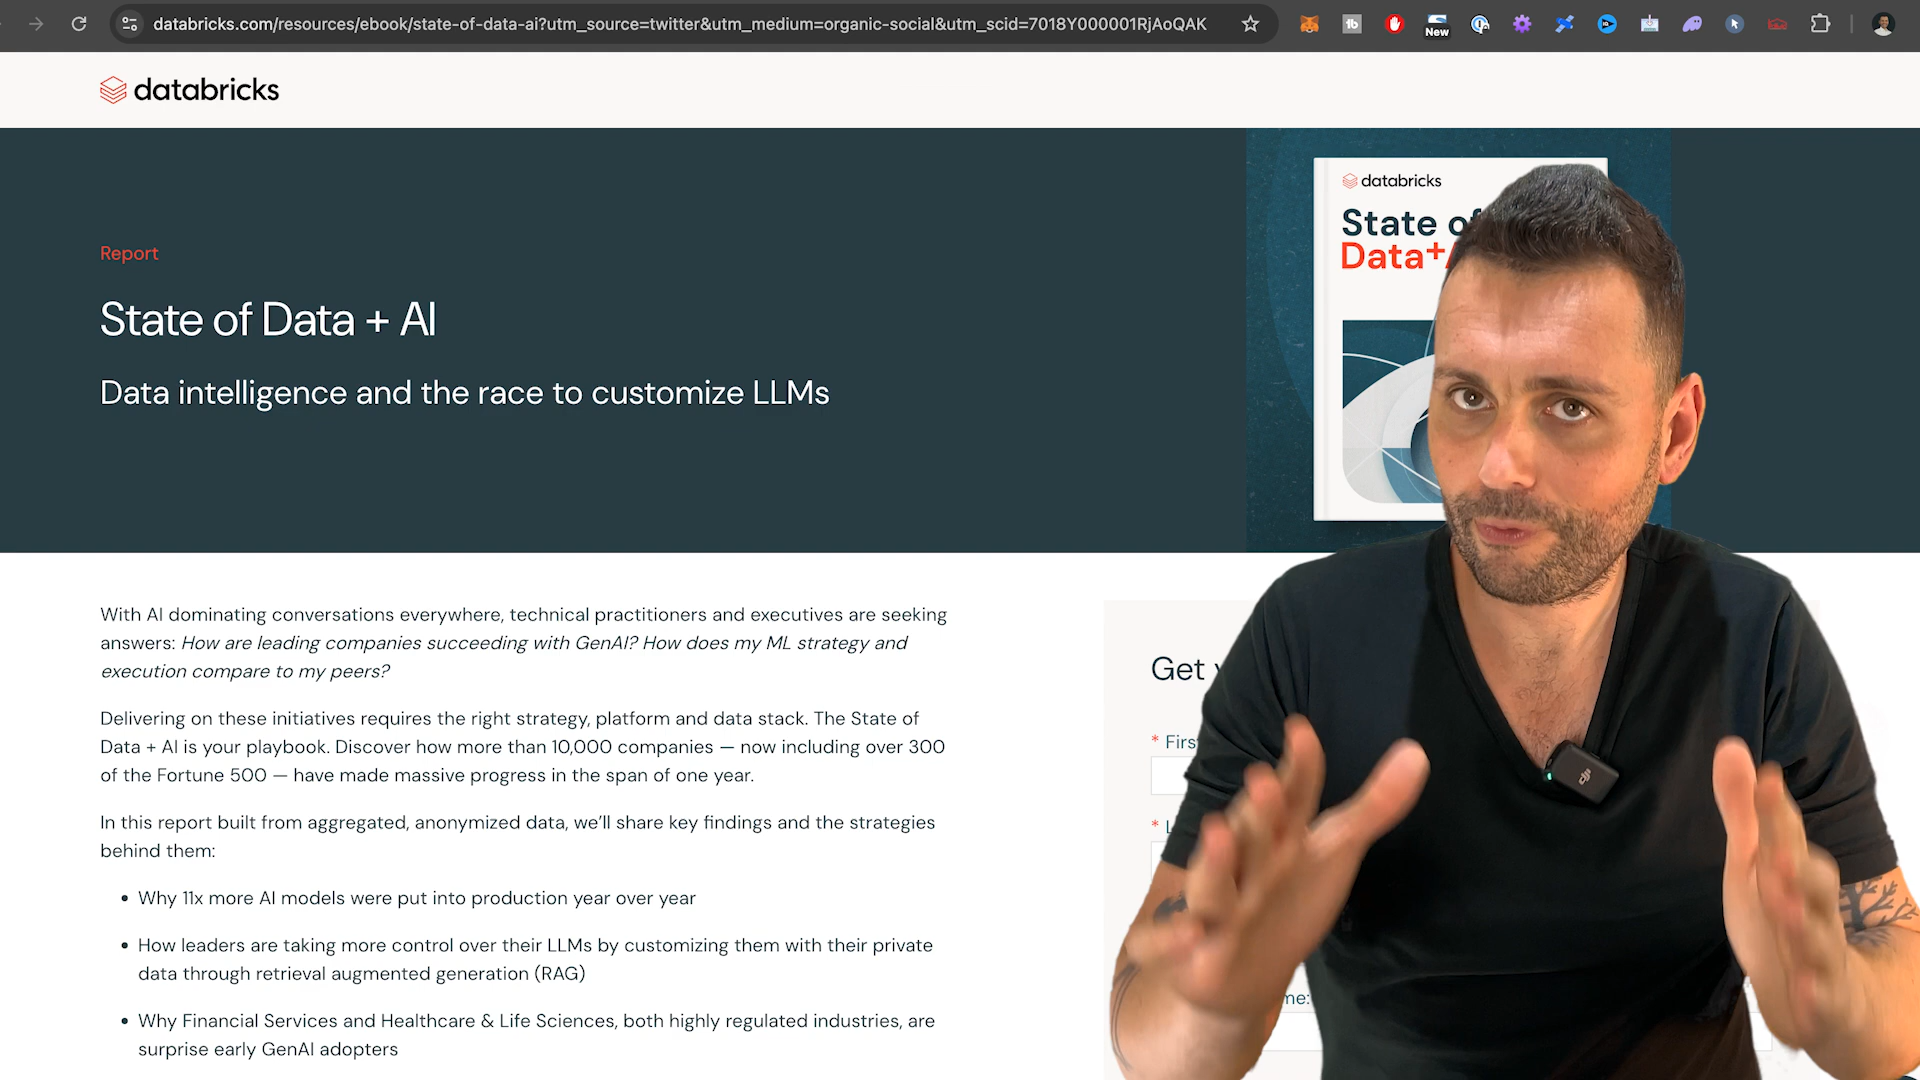 databricks.com/resources/ebook/state-of-data-ai?utm_source=twitter&utm_medium=organic-social&utm_scid=7018Y000001RjAoQAK
New
databricks
databricks
State of
Data+
Report
State of Data + AI
Data intelligence and the race to customize LLMs
With AI dominating conversations everywhere, technical practitioners and executives are seeking
answers: How are leading companies succeeding with GenAI? How does my ML strategy and
execution compare to my peers?
Delivering on these initiatives requires the right strategy, platform and data stack. The State of
Data + AI is your playbook. Discover how more than 10,000 companies — now including over 300
of the Fortune 500 — have made massive progress in the span of one year.
In this report built from aggregated, anonymized data, we'll share key findings and the strategies
behind them:
• Why 11x more AI models were put into production year over year
• How leaders are taking more control over their LLMs by customizing them with their private
data through retrieval augmented generation (RAG)
• Why Financial Services and Healthcare & Life Sciences, both highly regulated industries, are
surprise early GenAI adopters
Get
* Firs
* L
me: